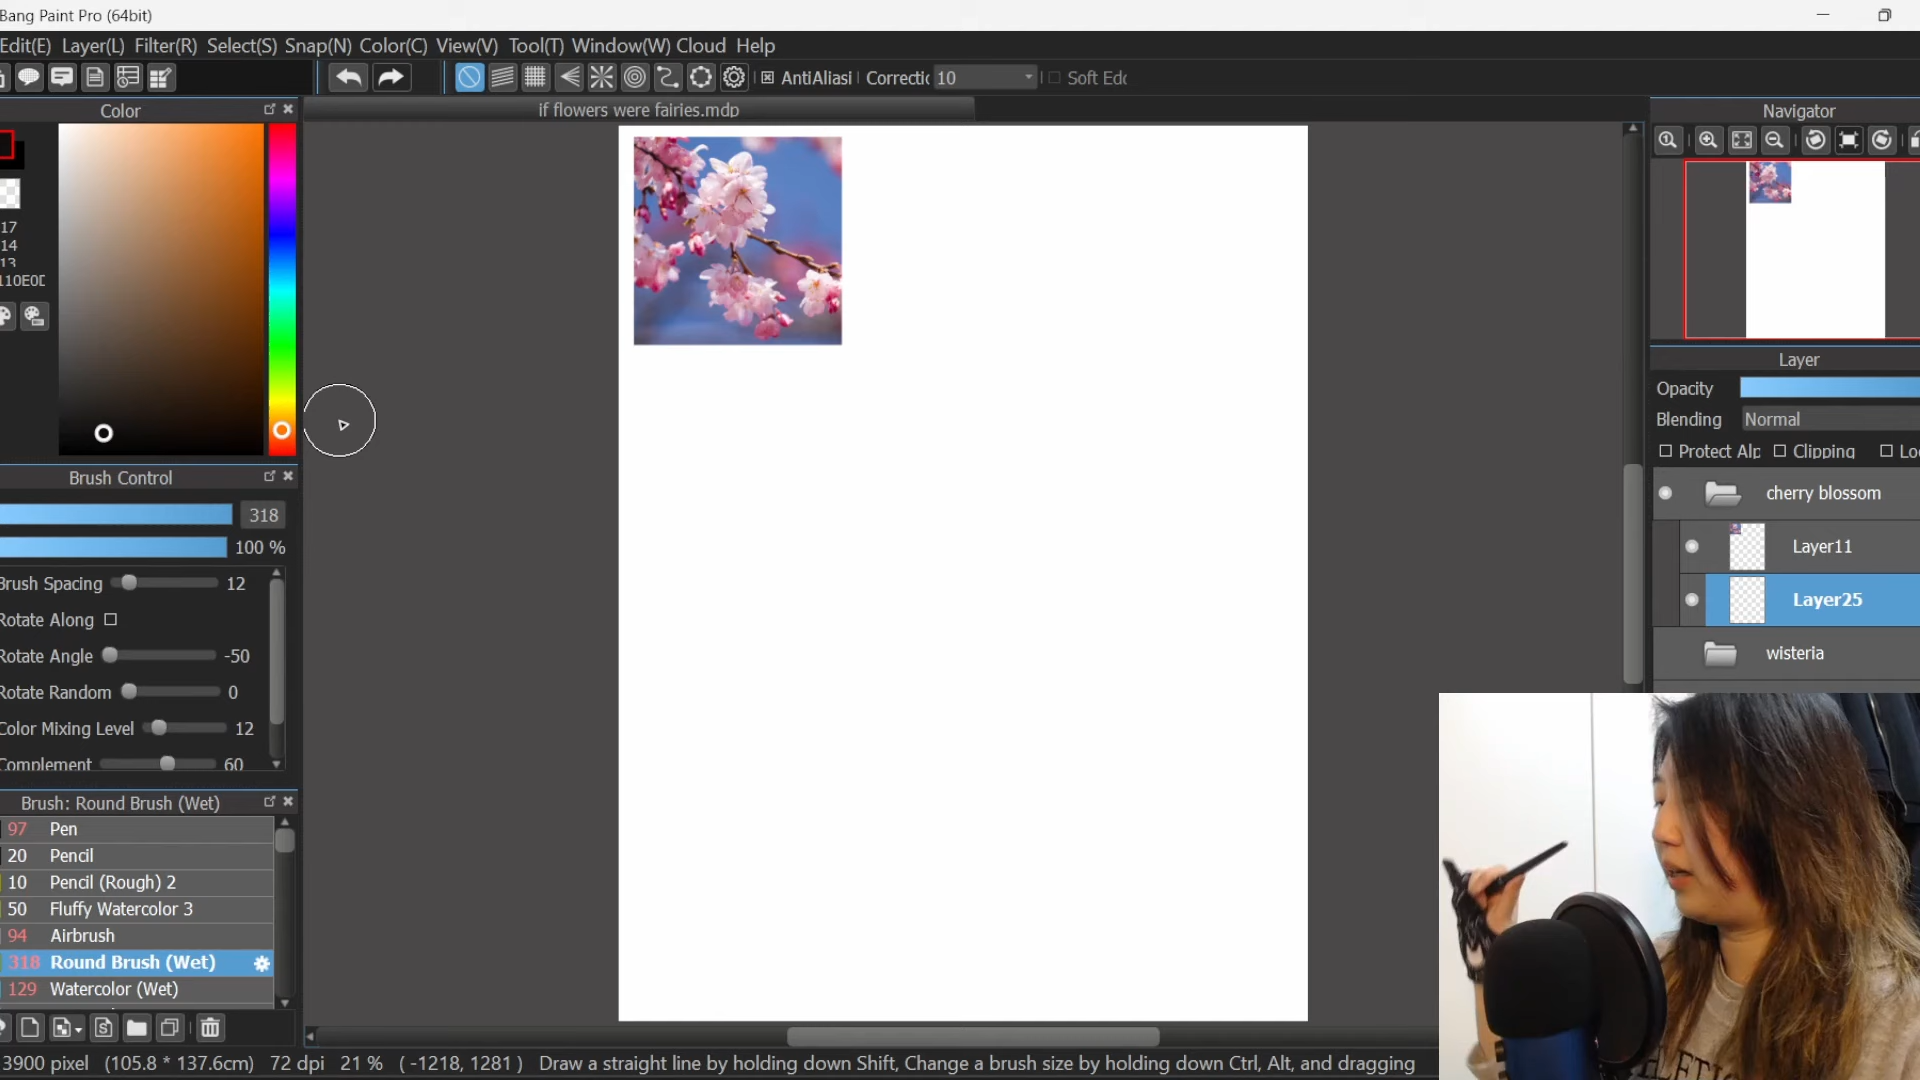 Bang Paint Pro (64bit)
Edit(E) Layer(L) Filter(R) Select(S) Snap(N) Color(C) View(V) Tool(T) Window(W) Cloud Help
AntiAliasi Correctic 10 Soft Edc
Color
if flowers were fairies.mdp
Navigator
17
14
13
110E0D
Layer
Opacity
Blending Normal
Protect Alp Clipping Loc
cherry blossom
Layer11
Layer25
wisteria
Brush Control
318
100 %
Brush Spacing 12
Rotate Along
Rotate Angle -50
Rotate Random 0
Color Mixing Level 12
Complement 60
Brush: Round Brush (Wet)
97 Pen
20 Pencil
10 Pencil (Rough) 2
50 Fluffy Watercolor 3
94 Airbrush
318 Round Brush (Wet)
129 Watercolor (Wet)
3900 pixel (105.8 * 137.6cm) 72 dpi 21 % ( -1218, 1281 ) Draw a straight line by holding down Shift, Change a brush size by holding down Ctrl, Alt, and dragging